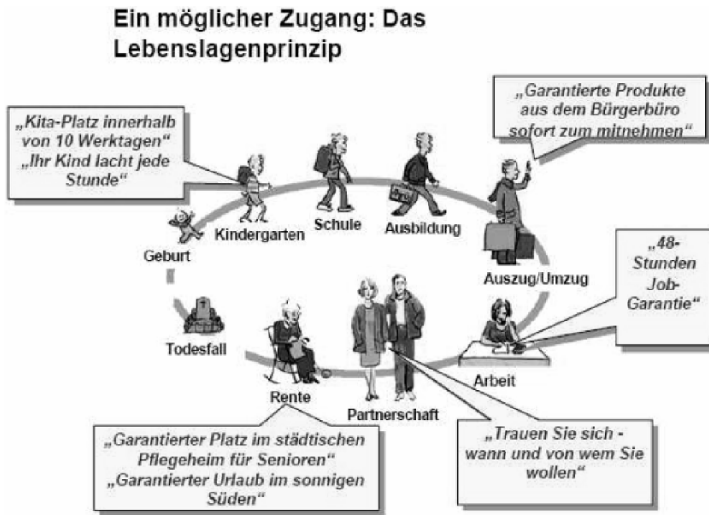 Ein möglicher Zugang: Das
Lebenslagenprinzip
„Kita-Platz innerhalb
von 10 Werktagen“
„Ihr Kind lacht jede
Stunde“
„Garantierte Produkte
aus dem Bürgerbüro
sofort zum mitnehmen“
Geburt
Kindergarten
Schule
Ausbildung
Auszug/Umzug
„48-
Stunden
Job-
Garantie“
Todesfall
Rente
Partnerschaft
Arbeit
„Garantierter Platz im städtischen
Pflegeheim für Senioren“
„Garantierter Urlaub im sonnigen
Süden“
„Trauen Sie sich -
wann und von wem Sie
wollen“